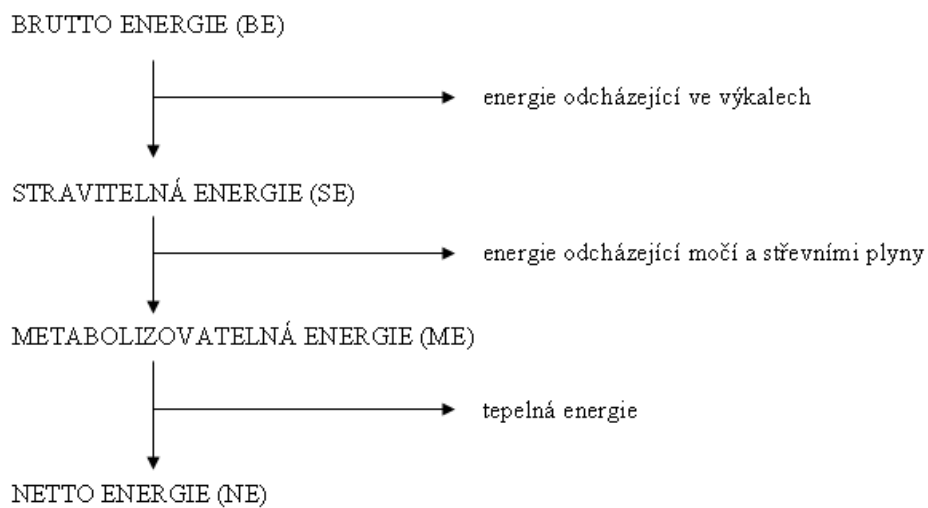 BRUTTO ENERGIE (BE)
energie odcházející ve výkalech
STRAVITELNÁ ENERGIE (SE)
energie odcházející močí a střevními plyny
METABOLIZOVATELNÁ ENERGIE (ME)
tepelná energie
NETTO ENERGIE (NE)